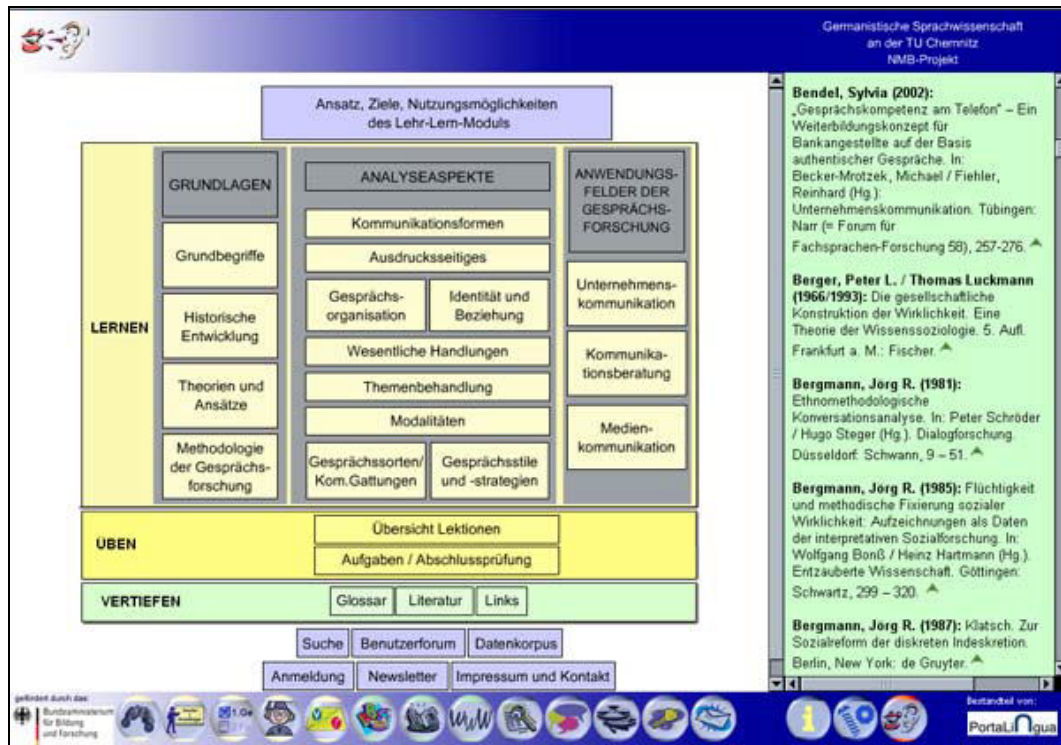 Germanistische Sprachwissenschaft
an der TU Chemnitz
NMB-Projekt
Ansatz, Ziele, Nutzungsmöglichkeiten
des Lehr-Lern-Moduls
LERNEN
GRUNDLAGEN
Grundbegriffe
Historische
Entwicklung
Theorien und
Ansätze
Methodologie
der Gesprächs-
forschung
ANALYSEASPEKTE
Kommunikationsformen
Ausdrucksseitiges
Gesprächs-
organisation
Identität und
Beziehung
Wesentliche Handlungen
Themenbehandlung
Modalitäten
Gesprächssorten/
Kom.Gattungen
Gesprächsstile
und -strategien
ANWENDUNGS-
FELDER DER
GESPRÄCHS-
FORSCHUNG
Unternehmens-
kommunikation
Kommunika-
tionsberatung
Medien-
kommunikation
ÜBEN
Übersicht Lektionen
Aufgaben / Abschlussprüfung
VERTIEFEN
Glossar
Literatur
Links
Suche
Benutzerforum
Datenkorpus
Anmeldung
Newsletter
Impressum und Kontakt
Bendel, Sylvia (2002):
„Gesprächskompetenz am Telefon“ – Ein
Weiterbildungskonzept für
Bankangestellte auf der Basis
authentischer Gespräche. In:
Becker-Mrotzek, Michael / Fiehler,
Reinhard (Hg.):
Unternehmenskommunikation. Tübingen:
Narr (= Forum für
Fachsprachen-Forschung 58), 257-276.
Berger, Peter L. / Thomas Luckmann
(1966/1993): Die gesellschaftliche
Konstruktion der Wirklichkeit. Eine
Theorie der Wissenssoziologie. 5. Aufl.
Frankfurt a. M.: Fischer.
Bergmann, Jörg R. (1981):
Ethnomethodologische
Konversationsanalyse. In: Peter Schröder
/ Hugo Steger (Hg.). Dialogforschung.
Düsseldorf: Schwann, 9 – 51.
Bergmann, Jörg R. (1985): Flüchtigkeit
und methodische Fixierung sozialer
Wirklichkeit: Aufzeichnungen als Daten
der interpretativen Sozialforschung. In:
Wolfgang Bonß / Heinz Hartmann (Hg.).
Entzauberte Wissenschaft. Göttingen:
Schwartz, 299 – 320.
Bergmann, Jörg R. (1987): Klatsch. Zur
Sozialreform der diskreten Indeskretion.
Berlin, New York: de Gruyter.
gefördert durch das:
Bundesministerium
für Bildung
und Forschung
WWW
Bestandteil von:
PortaLingua